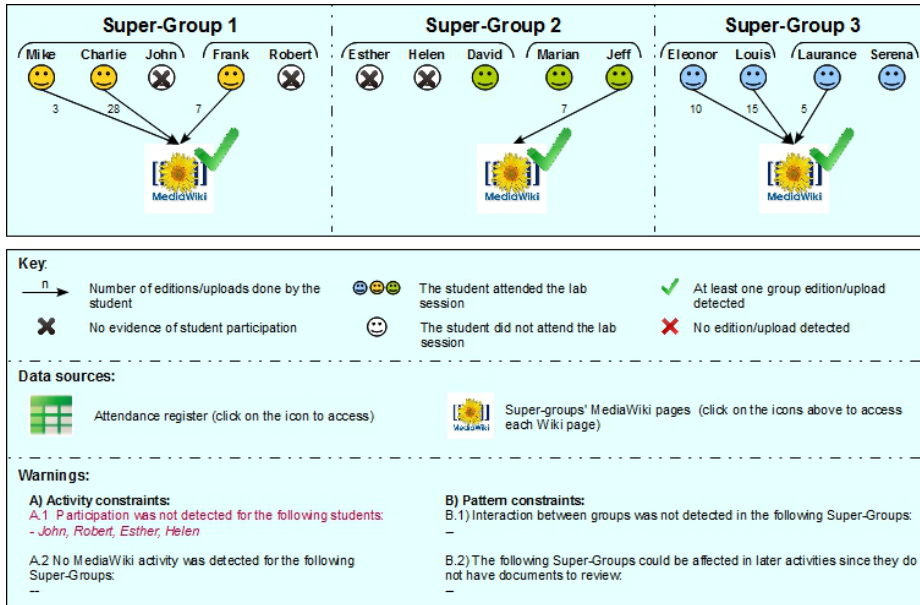 Super-Group 1 Super-Group 2 Super-Group 3
Mike Charlie John Frank Robert Esther Helen David Marian Jeff Eleonor Louis Laurance Serena
3 28 7 7 10 15 5
MediaWiki MediaWiki MediaWiki
Key:
n Number of editions/uploads done by the student
The student attended the lab session
At least one group edition/upload detected
No evidence of student participation
The student did not attend the lab session
No edition/upload detected
Data sources:
Attendance register (click on the icon to access)
MediaWiki
Super-groups' MediaWiki pages (click on the icons above to access
each Wiki page)
Warnings:
A) Activity constraints:
A.1 Participation was not detected for the following students:
- John, Robert, Esther, Helen
A.2 No MediaWiki activity was detected for the following
Super-Groups:
--
B) Pattern constraints:
B.1) Interaction between groups was not detected in the following Super-Groups:
--
B.2) The following Super-Groups could be affected in later activities since they do
not have documents to review:
--